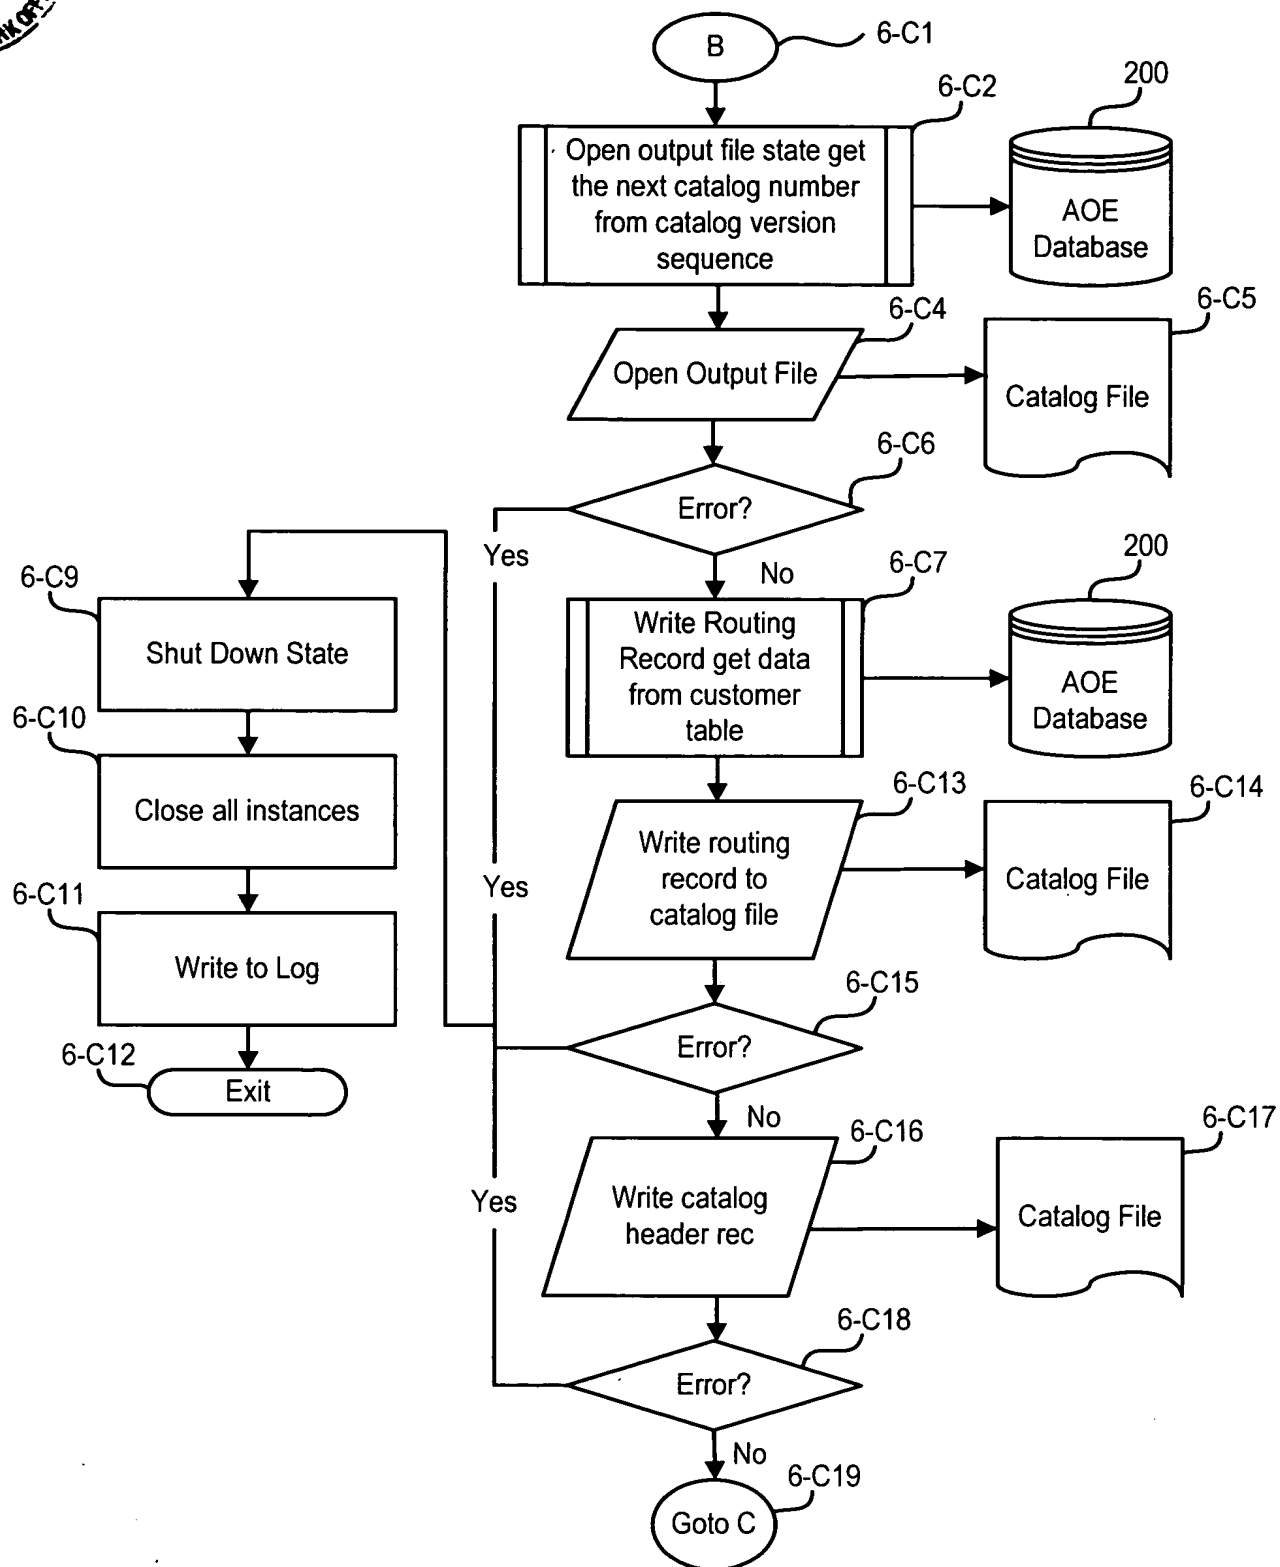 B
6-C1
6-C2
200
Open output file state get
the next catalog number
from catalog version
sequence
AOE
Database
6-C4
6-C5
Open Output File
Catalog File
6-C6
Error?
Yes
No
6-C7
200
Write Routing
Record get data
from customer
table
AOE
Database
6-C9
Shut Down State
6-C10
Close all instances
6-C11
Write to Log
6-C12
Exit
6-C13
6-C14
Write routing
record to
catalog file
Catalog File
Yes
6-C15
Error?
No
6-C16
6-C17
Write catalog
header rec
Catalog File
Yes
6-C18
Error?
No
6-C19
Goto C